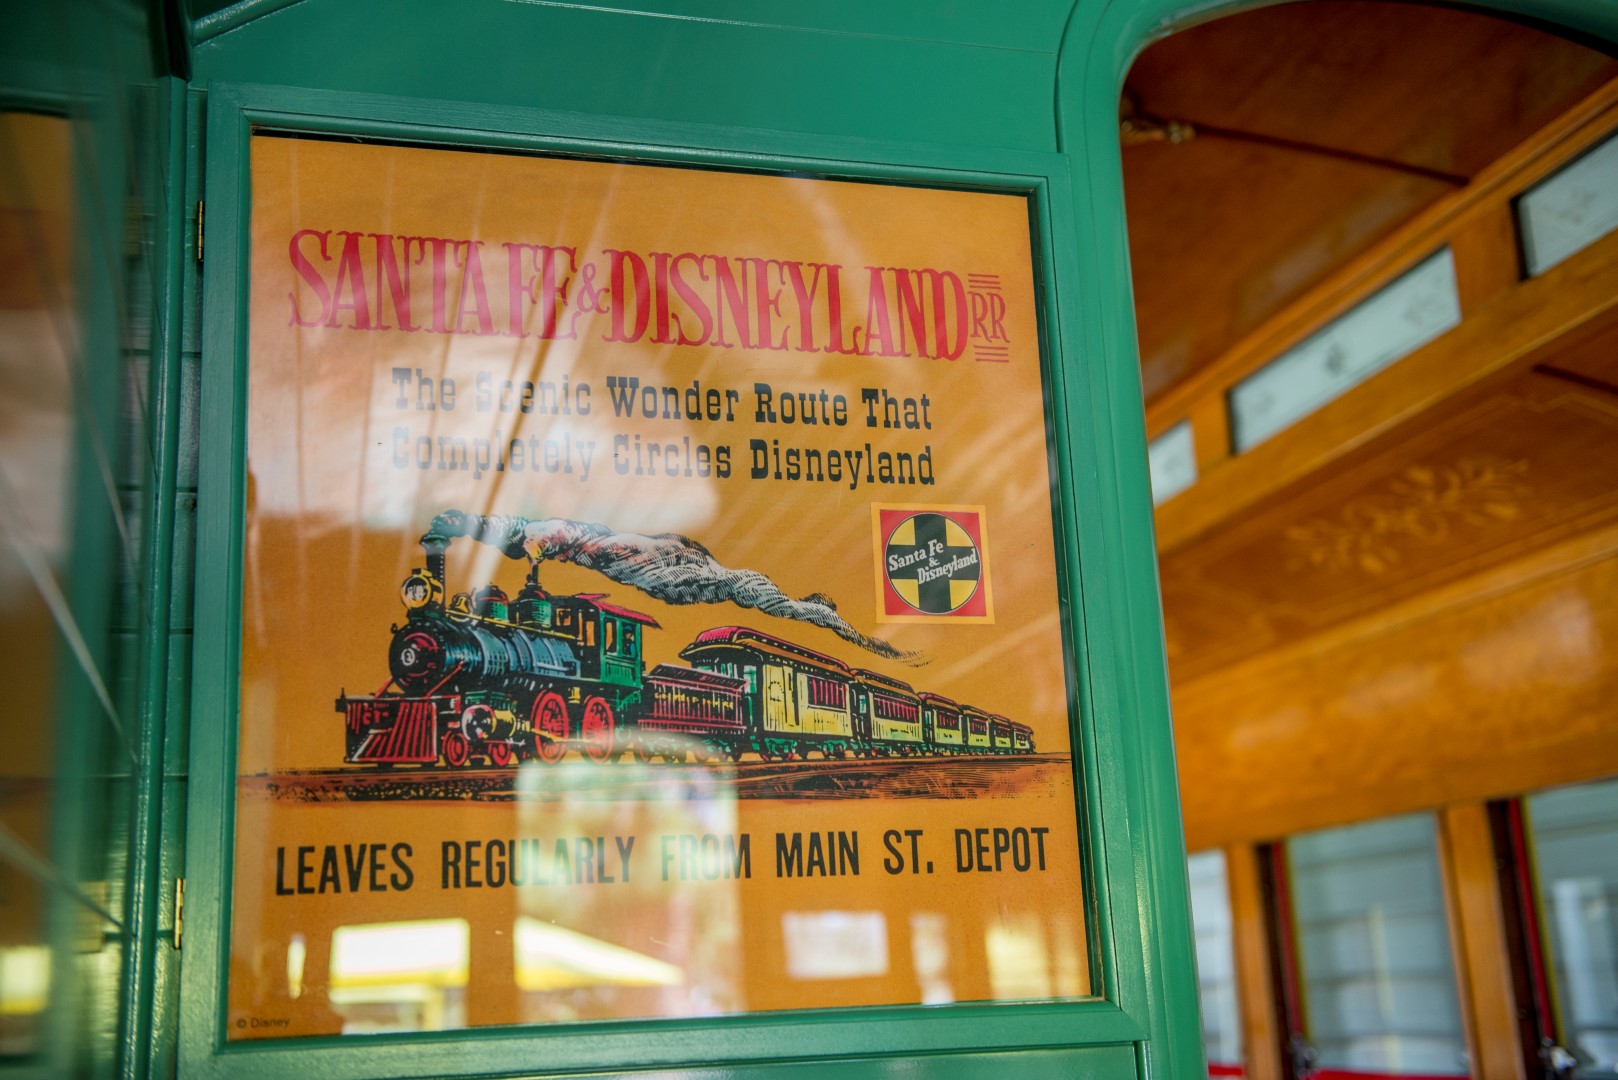 SANTA FE & DISNEYLAND RR
The Scenic Wonder Route That
Completely Circles Disneyland
Santa Fe
&
Disneyland
LEAVES REGULARLY FROM MAIN ST. DEPOT
© Disney